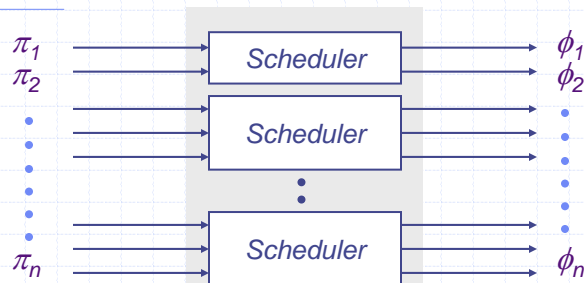 π1 Scheduler ϕ1
π2 ϕ2
Scheduler
Scheduler
πn ϕn